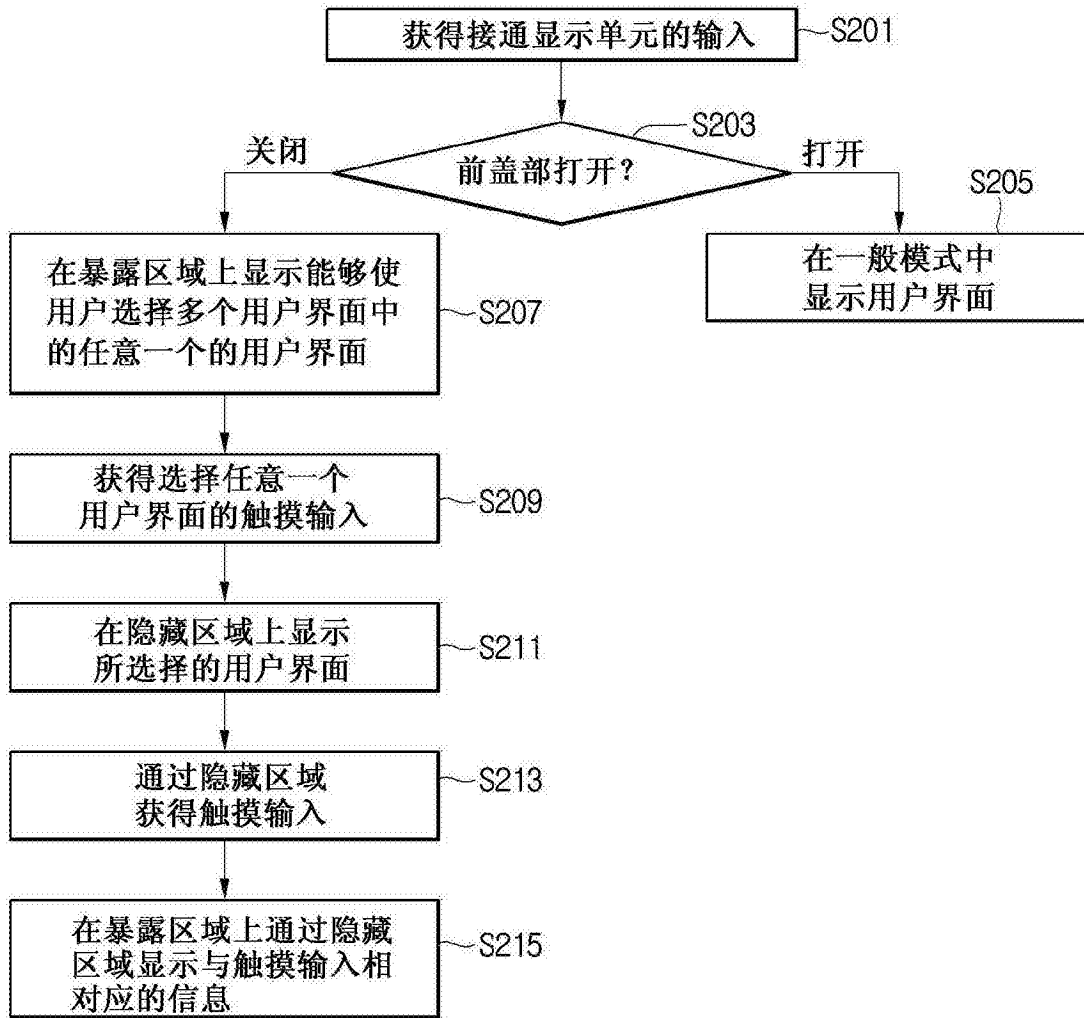 获得接通显示单元的输入
S201
S203
关闭
前盖部打开?
打开
S205
在一般模式中
显示用户界面
在暴露区域上显示能够使
用户选择多个用户界面中
的任意一个的用户界面
S207
获得选择任意一个
用户界面的触摸输入
S209
在隐藏区域上显示
所选择的用户界面
S211
通过隐藏区域
获得触摸输入
S213
在暴露区域上通过隐藏
区域显示与触摸输入相
对应的信息
S215